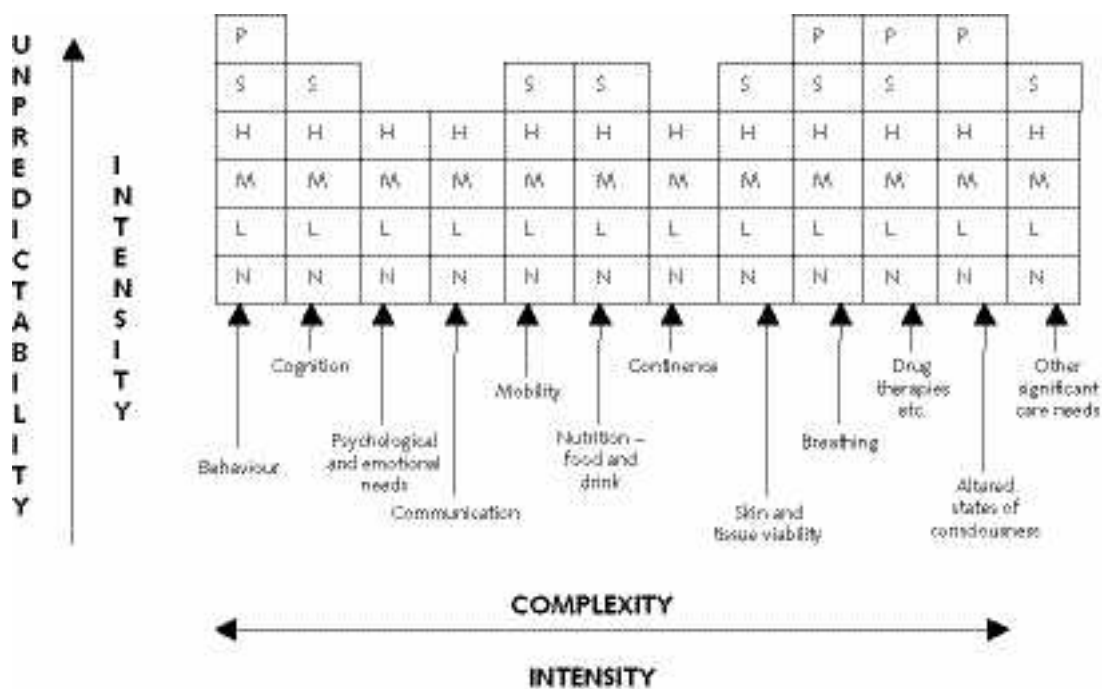 UNPREDICTABILITY
INTENSITY
P P P P
S S S S S S S S
H H H H H H H H H H H H
M M M M M M M M M M M M
L L L L L L L L L L L L
N N N N N N N N N N N N
Behaviour
Cognition
Psychological
and emotional
needs
Communication
Mobility
Nutrition –
food and
drink
Continence
Skin and
tissue viability
Breathing
Drug
therapies
etc.
Altered
states of
consciousness
Other
significant
care needs
COMPLEXITY
INTENSITY